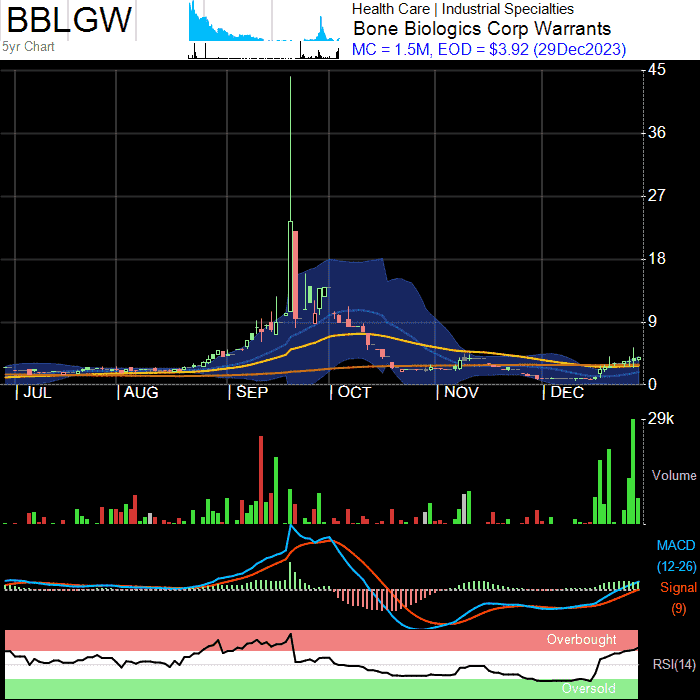 BBLGW
5yr Chart
Health Care | Industrial Specialties
Bone Biologics Corp Warrants
MC = 1.5M, EOD = $3.92 (29Dec2023)
45
36
27
18
9
0
JUL AUG SEP OCT NOV DEC
29k
Volume
MACD
(12-26)
Signal
(9)
Overbought
RSI(14)
Oversold